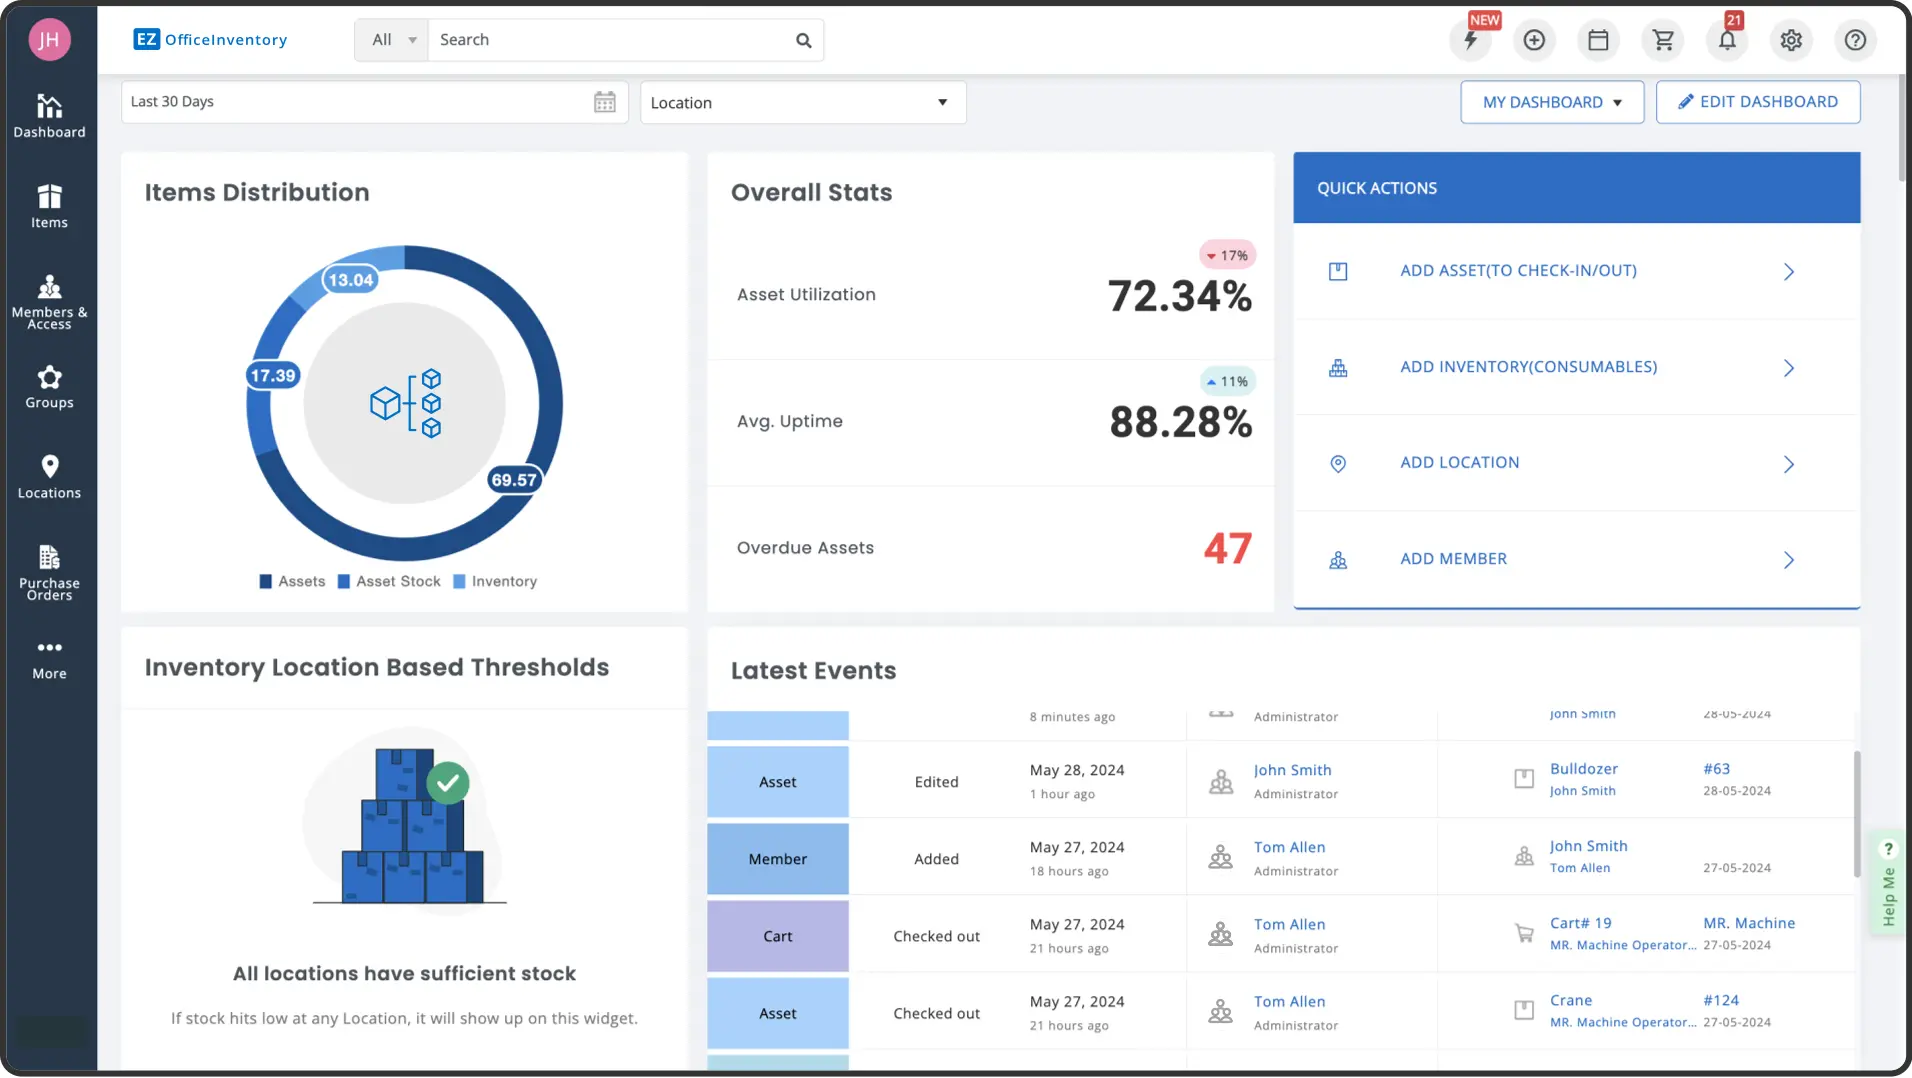 JH
EZ OfficeInventory
All
Search
NEW
21
Dashboard
Items
Members &
Access
Groups
Locations
Purchase
Orders
More
Last 30 Days
Location
MY DASHBOARD
EDIT DASHBOARD
Items Distribution
13.04
17.39
69.57
Assets
Asset Stock
Inventory
Overall Stats
17%
Asset Utilization
72.34%
11%
Avg. Uptime
88.28%
Overdue Assets
47
QUICK ACTIONS
ADD ASSET(TO CHECK-IN/OUT)
ADD INVENTORY(CONSUMABLES)
ADD LOCATION
ADD MEMBER
Inventory Location Based Thresholds
All locations have sufficient stock
If stock hits low at any Location, it will show up on this widget.
Latest Events
8 minutes ago
Administrator
John Smith
28-05-2024
Asset
Edited
May 28, 2024
1 hour ago
John Smith
Administrator
Bulldozer
John Smith
#63
28-05-2024
Member
Added
May 27, 2024
18 hours ago
Tom Allen
Administrator
John Smith
Tom Allen
27-05-2024
Cart
Checked out
May 27, 2024
21 hours ago
Tom Allen
Administrator
Cart# 19
MR. Machine Operator...
MR. Machine
27-05-2024
Asset
Checked out
May 27, 2024
21 hours ago
Tom Allen
Administrator
Crane
MR. Machine Operator...
#124
27-05-2024
? Help Me